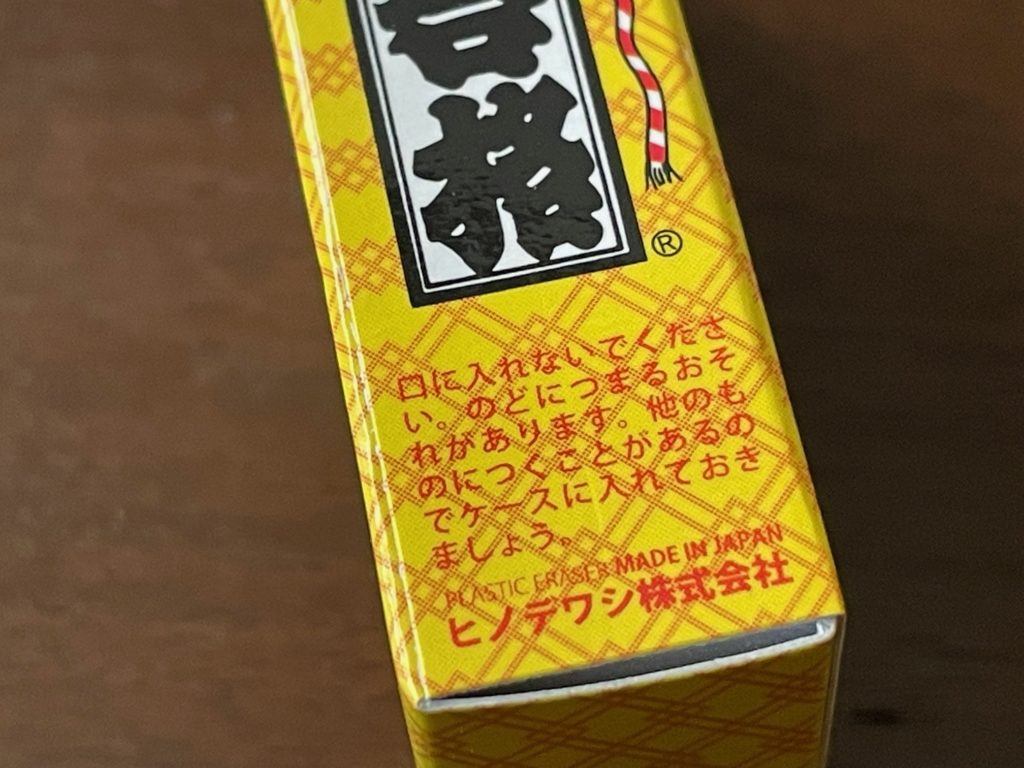 ®
口に入れないでくださ
い。のどにつまるおそ
れがあります。他のも
のにつくことがあるの
でケースに入れておき
ましょう。
PLASTIC ERASER MADE IN JAPAN
ヒノデワシ株式会社